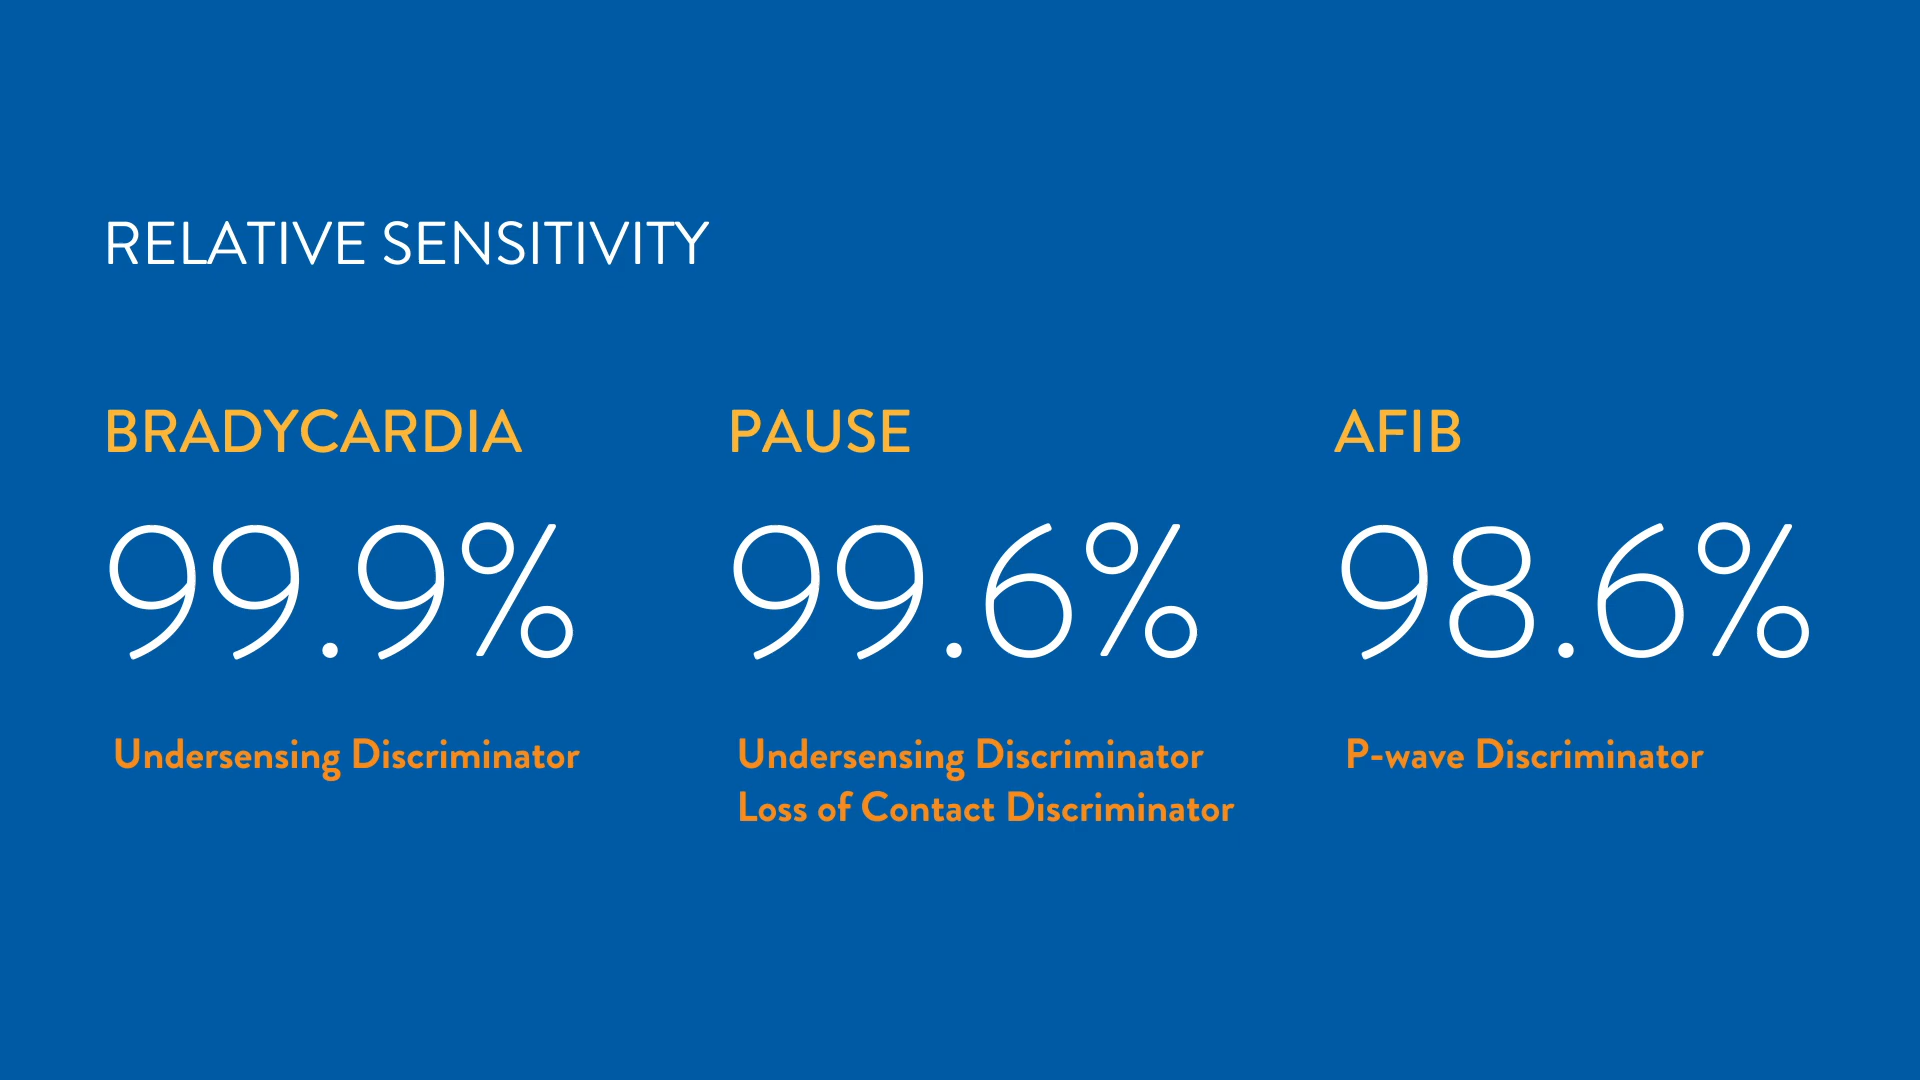 RELATIVE SENSITIVITY
BRADYCARDIA
99.9%
Undersensing Discriminator
PAUSE
99.6%
Undersensing Discriminator
Loss of Contact Discriminator
AFIB
98.6%
P-wave Discriminator